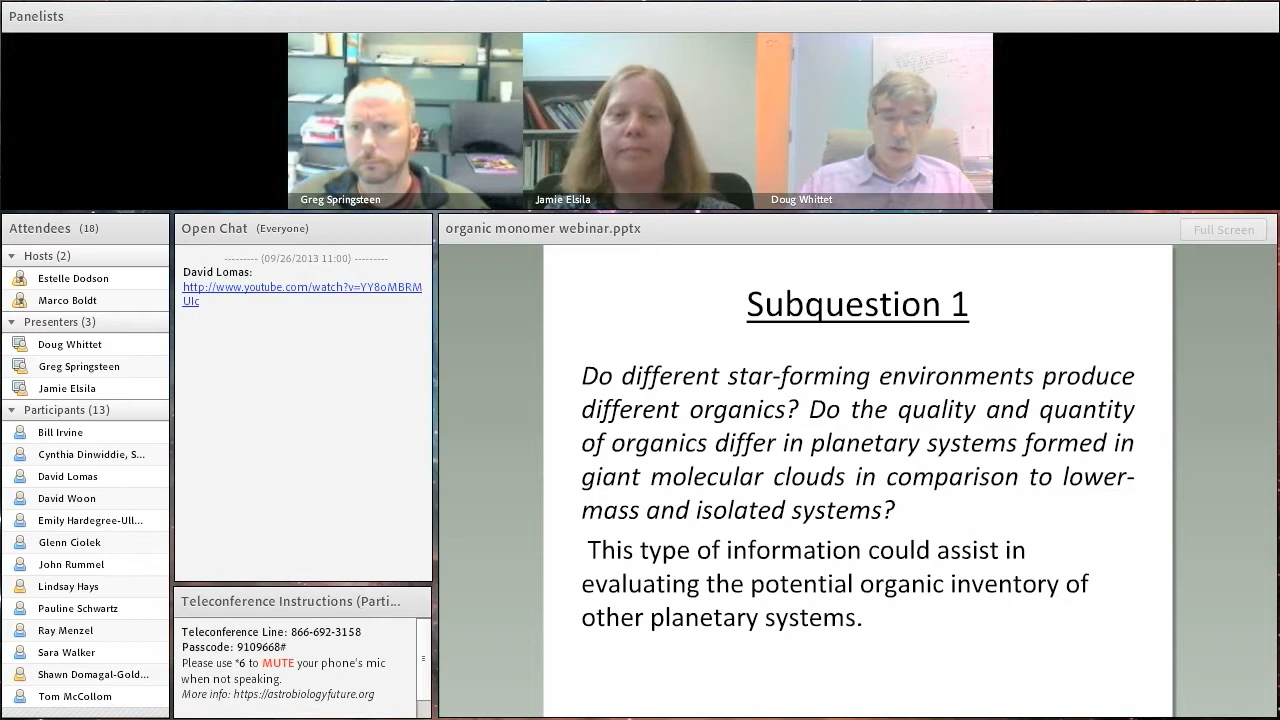 Panelists
Greg Springsteen
Jamie Elsila
Doug Whittet
Attendees (18)
Hosts (2)
Estelle Dodson
Marco Boldt
Presenters (3)
Doug Whittet
Greg Springsteen
Jamie Elsila
Participants (13)
Bill Irvine
Cynthia Dinwiddie, S...
David Lomas
David Woon
Emily Hardegree-Ull...
Glenn Ciolek
John Rummel
Lindsay Hays
Pauline Schwartz
Ray Menzel
Sara Walker
Shawn Domagal-Gold...
Tom McCollom
Open Chat (Everyone)
--------- (09/26/2013 11:00) ---------
David Lomas:
http://www.youtube.com/watch?v=YY8oMBRM
UIc
Teleconference Instructions (Parti...
Teleconference Line: 866-692-3158
Passcode: 9109668#
Please use *6 to MUTE your phone's mic
when not speaking.
More info: https://astrobiologyfuture.org
organic monomer webinar.pptx
Full Screen
Subquestion 1
Do different star-forming environments produce
different organics? Do the quality and quantity
of organics differ in planetary systems formed in
giant molecular clouds in comparison to lower-
mass and isolated systems?
This type of information could assist in
evaluating the potential organic inventory of
other planetary systems.